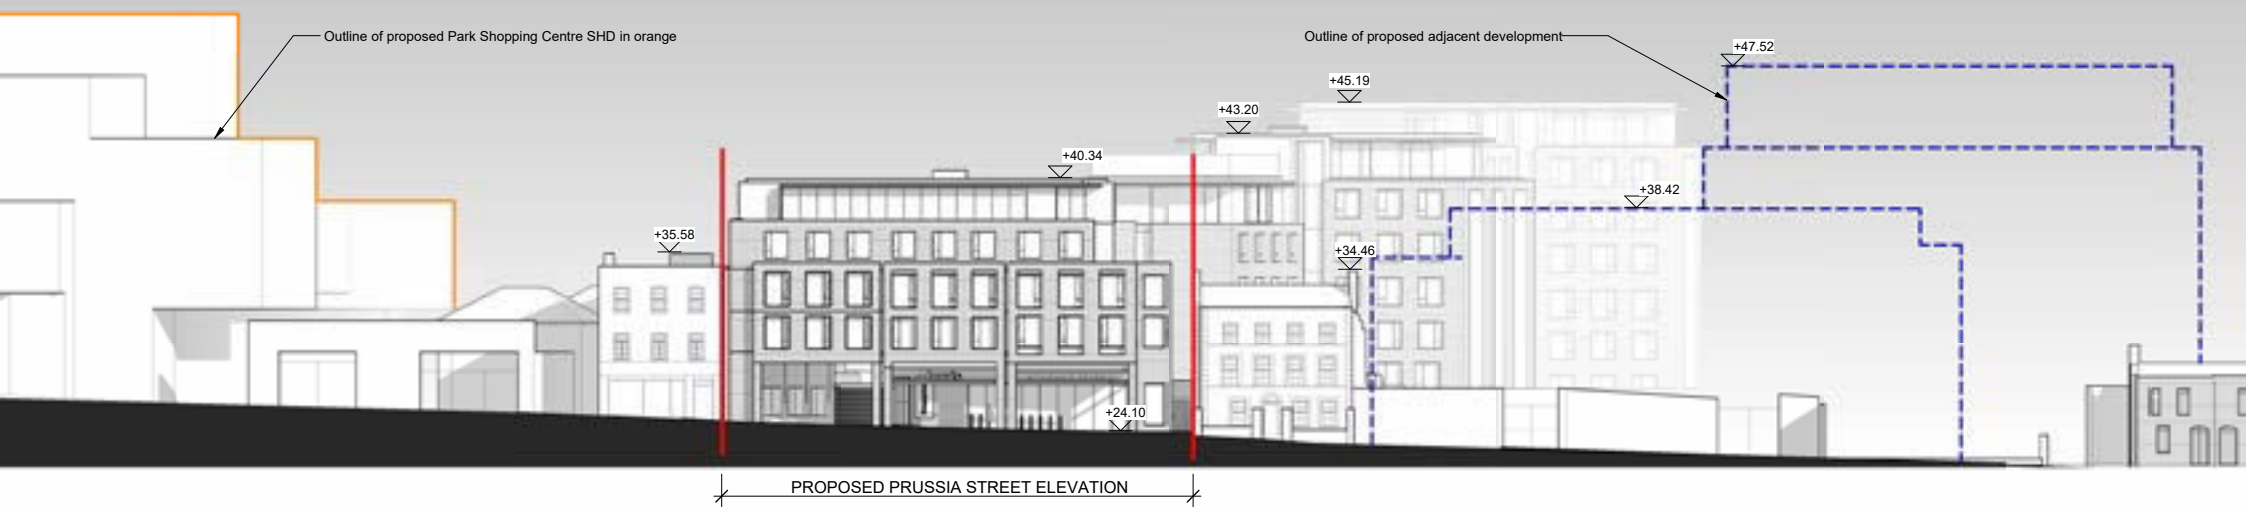 Outline of proposed Park Shopping Centre SHD in orange
Outline of proposed adjacent development
+47.52
+45.19
+43.20
+40.34
+38.42
+35.58
+34.46
+24.10
PROPOSED PRUSSIA STREET ELEVATION